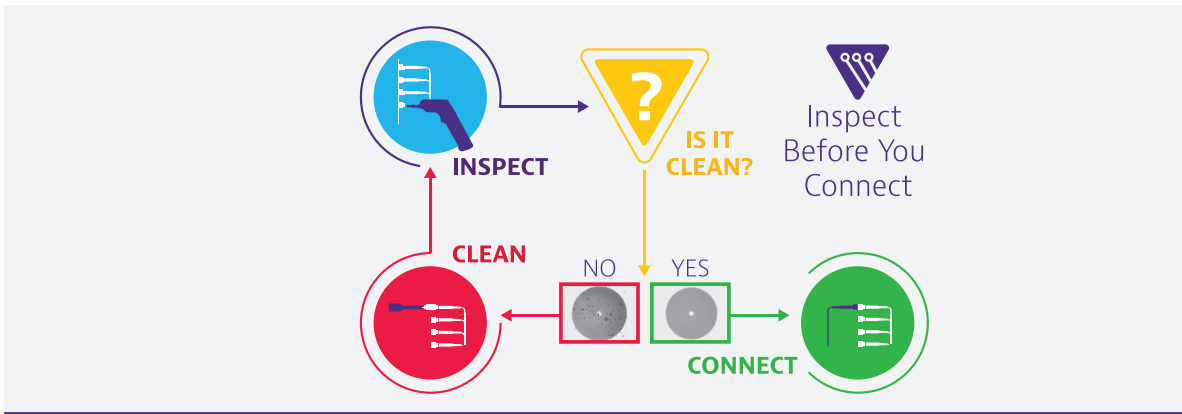 INSPECT
?
IS IT
CLEAN?
Inspect
Before You
Connect
CLEAN
NO
YES
CONNECT